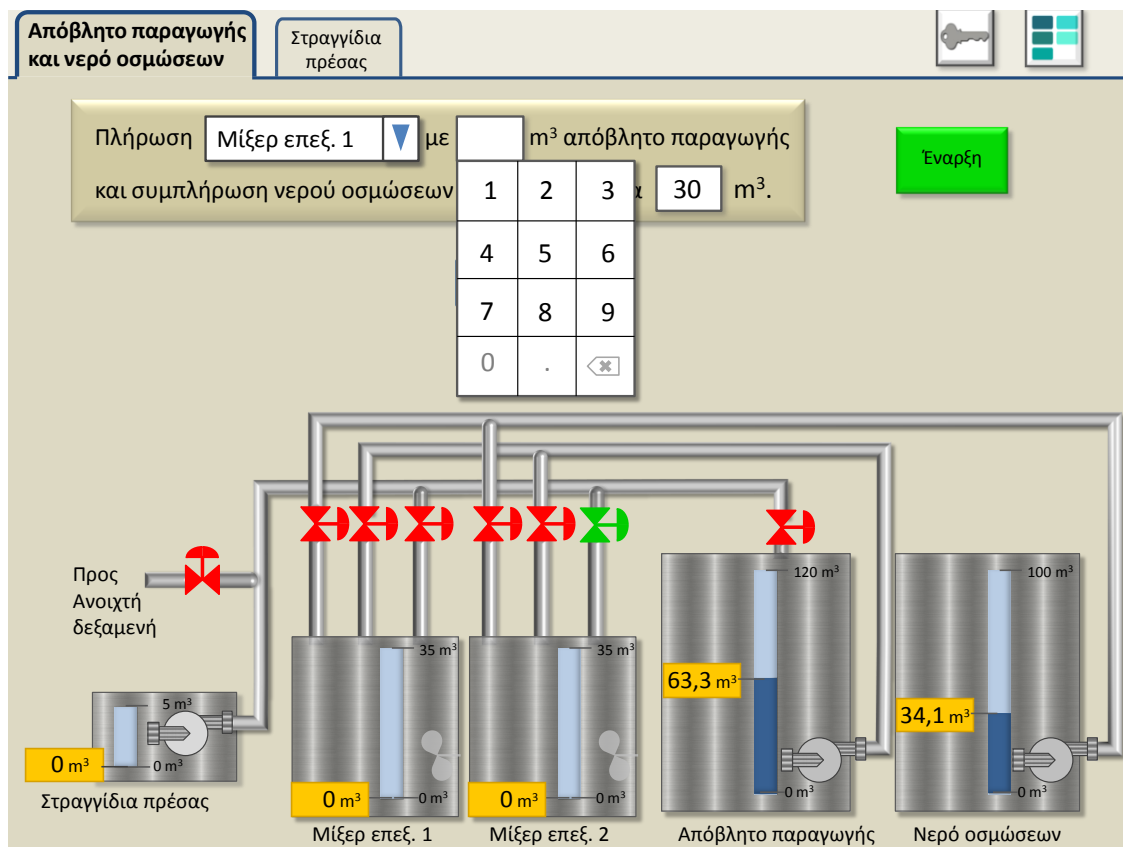 Απόβλητο παραγωγής
και νερό οσμώσεων
Στραγγίδια
πρέσας
Πλήρωση Μίξερ επεξ. 1 με m³ απόβλητο παραγωγής
Έναρξη
και συμπλήρωση νερού οσμώσεων 30 m³.
1 2 3
4 5 6
7 8 9
0 .
Προς
Ανοιχτή
δεξαμενή
120 m³
100 m³
35 m³
35 m³
63,3 m³
5 m³
34,1 m³
0 m³
0 m³
0 m³
0 m³
0 m³
0 m³
0 m³
0 m³
Στραγγίδια πρέσας
Μίξερ επεξ. 1
Μίξερ επεξ. 2
Απόβλητο παραγωγής
Νερό οσμώσεων